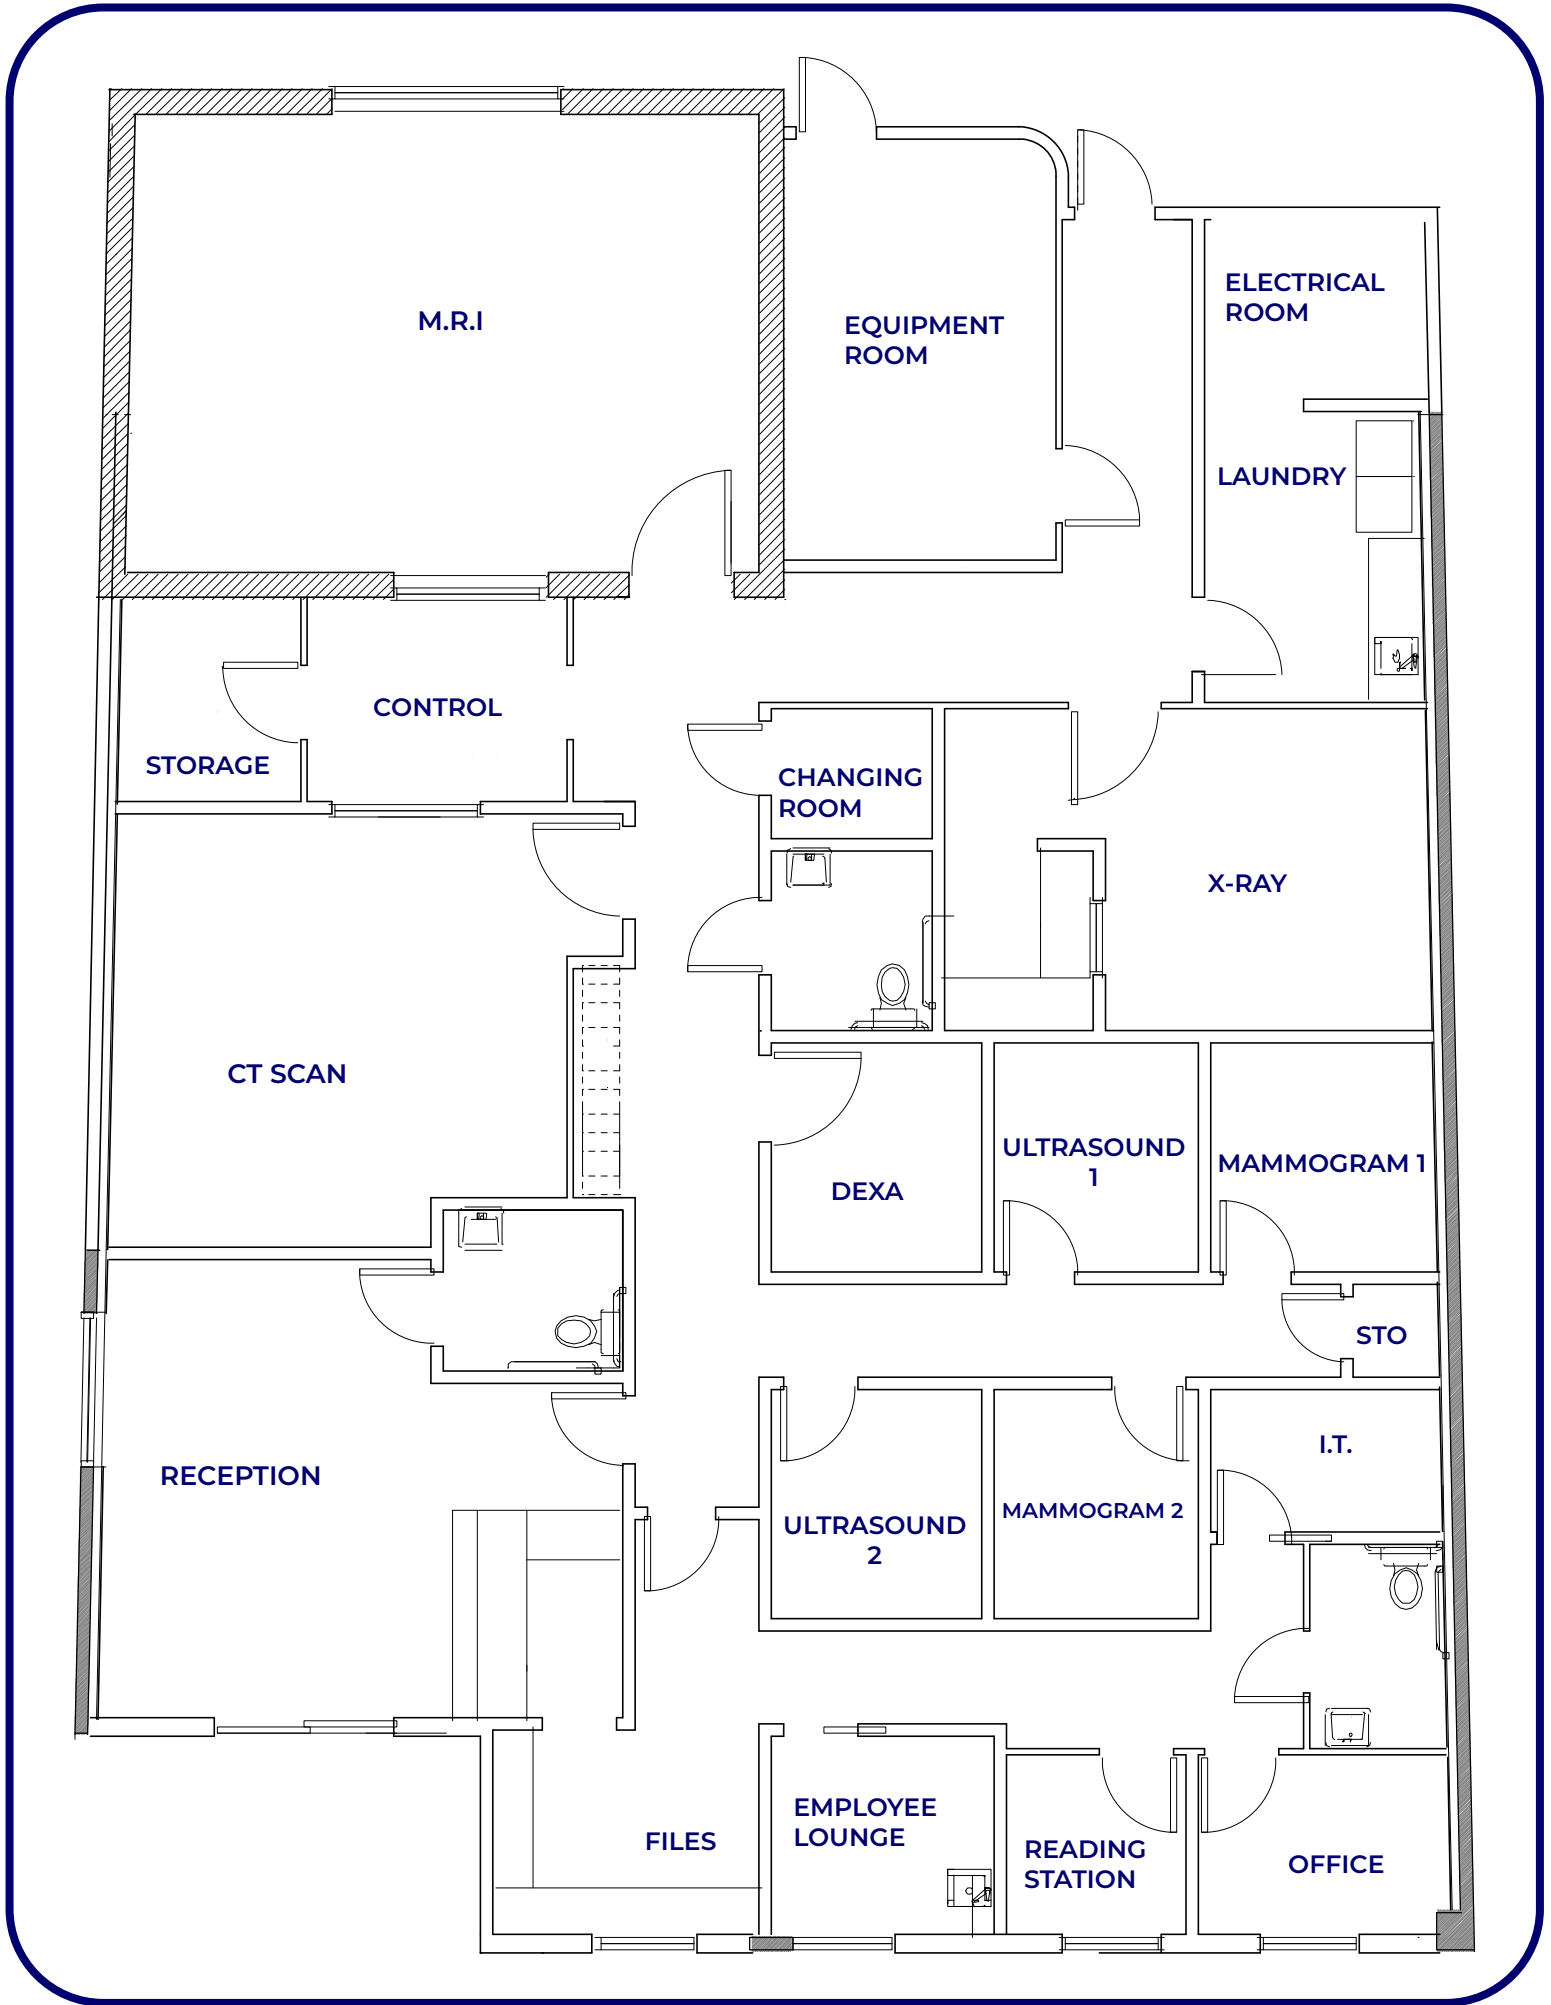 M.R.I
EQUIPMENT
ROOM
ELECTRICAL
ROOM
LAUNDRY
CONTROL
STORAGE
CHANGING
ROOM
X-RAY
CT SCAN
DEXA
ULTRASOUND
1
MAMMOGRAM 1
STO
RECEPTION
I.T.
ULTRASOUND
2
MAMMOGRAM 2
FILES
EMPLOYEE
LOUNGE
READING
STATION
OFFICE